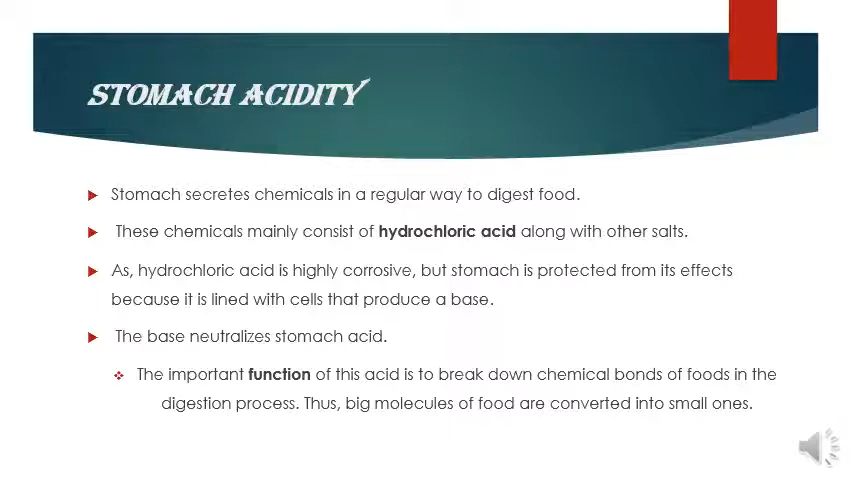 STOMACH ACIDITY
Stomach secretes chemicals in a regular way to digest food.
These chemicals mainly consist of hydrochloric acid along with other salts.
As, hydrochloric acid is highly corrosive, but stomach is protected from its effects
because it is lined with cells that produce a base.
The base neutralizes stomach acid.
The important function of this acid is to break down chemical bonds of foods in the
digestion process. Thus, big molecules of food are converted into small ones.